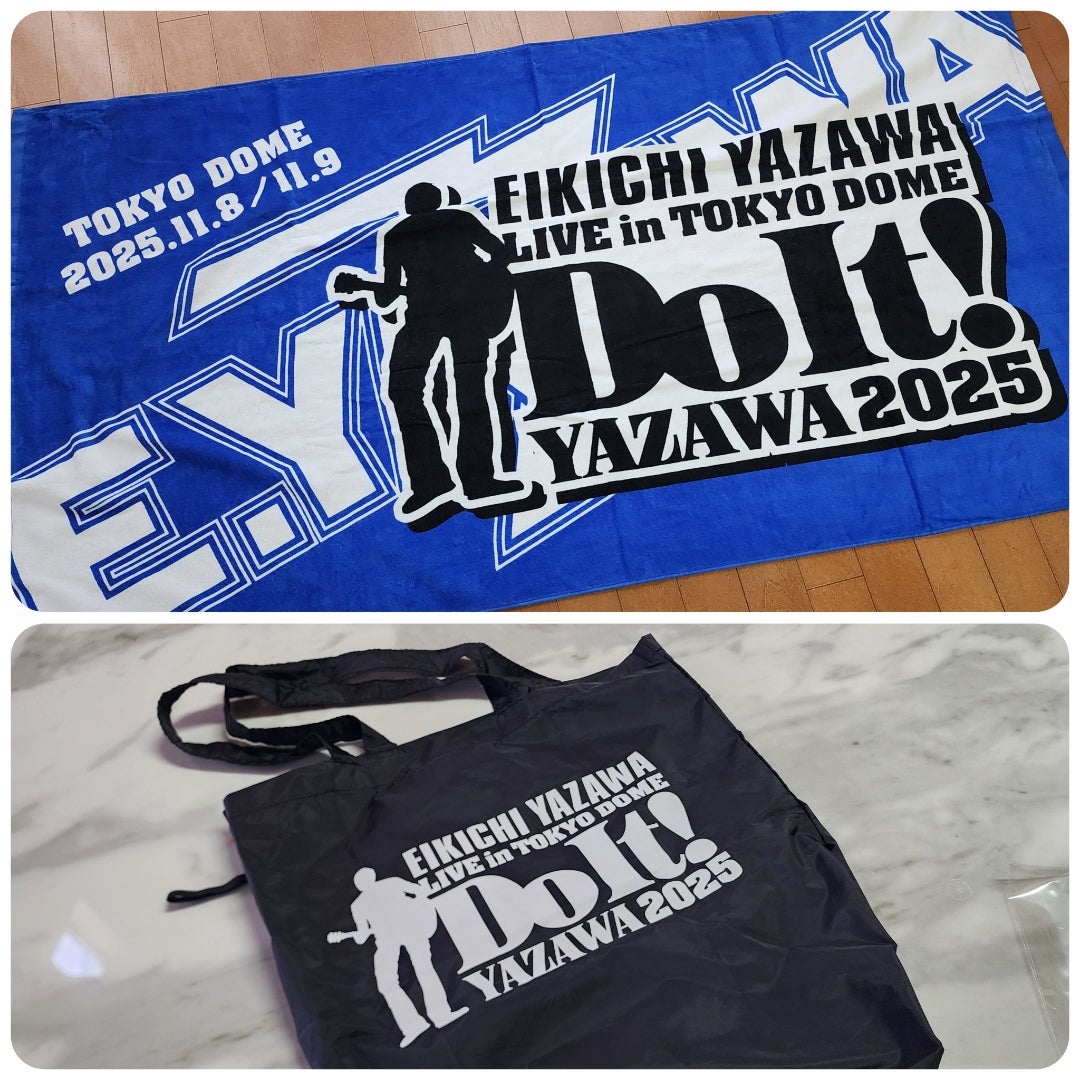 TOKYO DOME
2025.11.8/11.9
E.YAZAWA
EIKICHI YAZAWA
LIVE in TOKYO DOME
Do It!
YAZAWA 2025
EIKICHI YAZAWA
LIVE in TOKYO DOME
Do It!
YAZAWA 2025